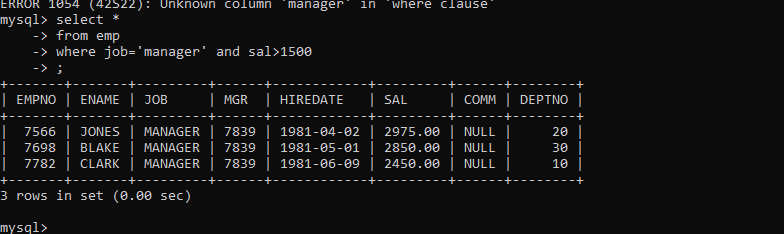 ERROR 1054 (42S22): Unknown column 'manager' in 'where clause'
mysql> select *
    -> from emp
    -> where job='manager' and sal>1500
    -> ;
+-------+-------+---------+------+------------+---------+------+--------+
| EMPNO | ENAME | JOB     | MGR  | HIREDATE   | SAL     | COMM | DEPTNO |
+-------+-------+---------+------+------------+---------+------+--------+
|  7566 | JONES | MANAGER | 7839 | 1981-04-02 | 2975.00 | NULL |     20 |
|  7698 | BLAKE | MANAGER | 7839 | 1981-05-01 | 2850.00 | NULL |     30 |
|  7782 | CLARK | MANAGER | 7839 | 1981-06-09 | 2450.00 | NULL |     10 |
+-------+-------+---------+------+------------+---------+------+--------+
3 rows in set (0.00 sec)
mysql>